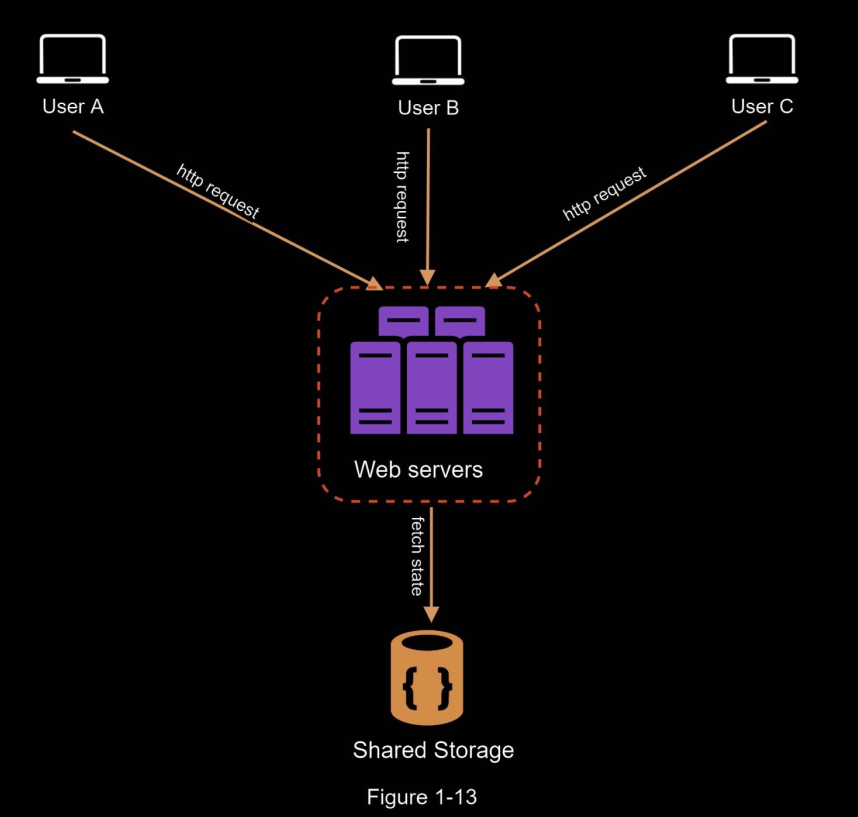 User A
User B
User C
http request
http request
http request
Web servers
fetch state
{ }
Shared Storage
Figure 1-13